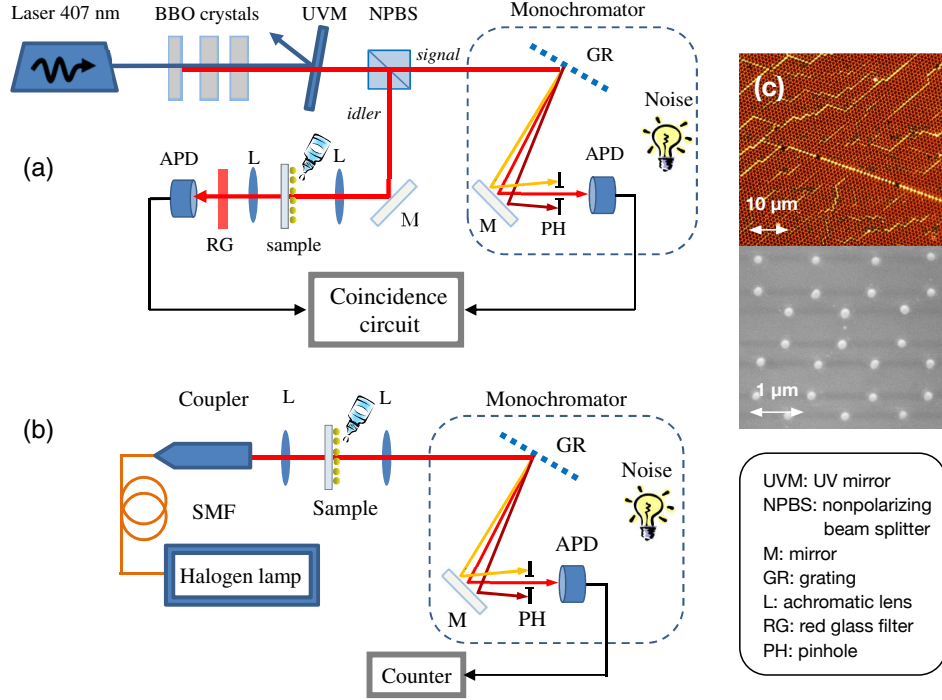 Laser 407 nm
BBO crystals
UVM
NPBS
Monochromator
signal
GR
idler
Noise
(a)
APD
L
L
APD
RG
sample
M
M
PH
Coincidence
circuit
(b)
Coupler
L
L
Monochromator
GR
SMF
Sample
Noise
APD
Halogen lamp
M
PH
Counter
(c)
10 µm
1 µm
UVM: UV mirror
NPBS: nonpolarizing
beam splitter
M: mirror
GR: grating
L: achromatic lens
RG: red glass filter
PH: pinhole